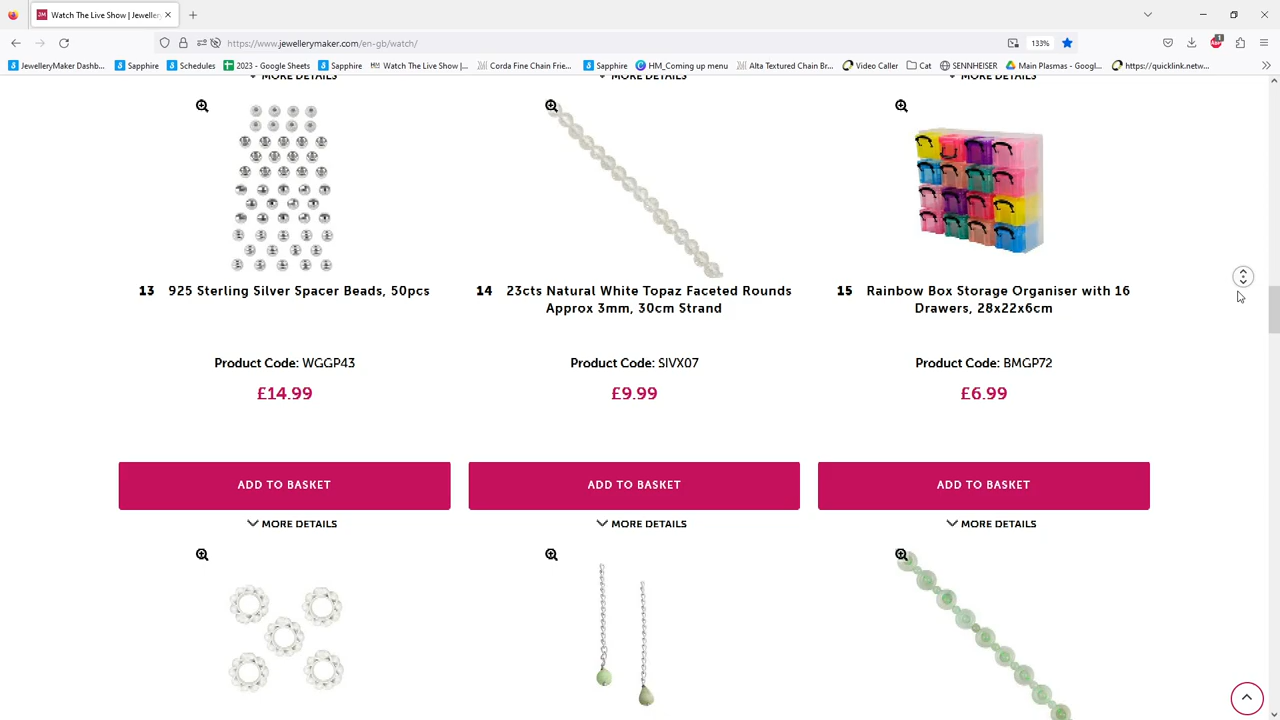 Watch The Live Show | Jeweller
https://www.jewellerymaker.com/en-gb/watch/
133%
1
JewelleryMaker Dashb...
Sapphire
Schedules
2023 - Google Sheets
Sapphire
Watch The Live Show |...
Corda Fine Chain Frie...
Sapphire
HM_Coming up menu
Alta Textured Chain Br...
Video Caller
Cat
SENNHEISER
Main Plasmas - Googl...
https://quicklink.netw...
MORE DETAILS
MORE DETAILS
MORE DETAILS
13 925 Sterling Silver Spacer Beads, 50pcs
Product Code: WGGP43
£14.99
ADD TO BASKET
MORE DETAILS
14 23cts Natural White Topaz Faceted Rounds
Approx 3mm, 30cm Strand
Product Code: SIVX07
£9.99
ADD TO BASKET
MORE DETAILS
15 Rainbow Box Storage Organiser with 16
Drawers, 28x22x6cm
Product Code: BMGP72
£6.99
ADD TO BASKET
MORE DETAILS